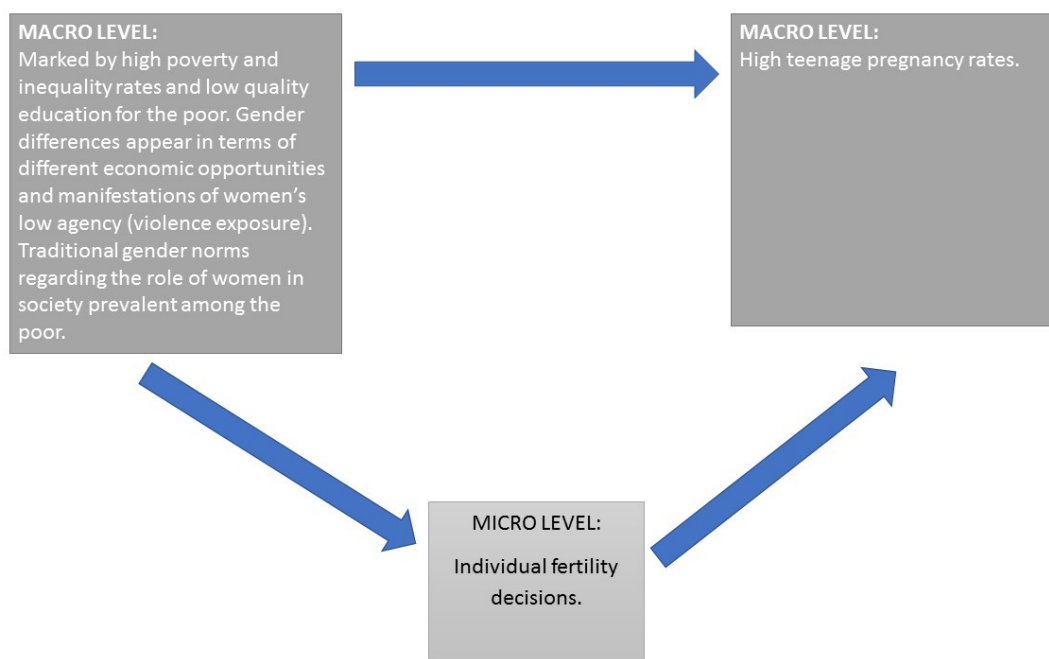 MACRO LEVEL:
Marked by high poverty and
inequality rates and low quality
education for the poor. Gender
differences appear in terms of
different economic opportunities
and manifestations of women’s
low agency (violence exposure).
Traditional gender norms
regarding the role of women in
society prevalent among the
poor.
MACRO LEVEL:
High teenage pregnancy rates.
MICRO LEVEL:
Individual fertility
decisions.